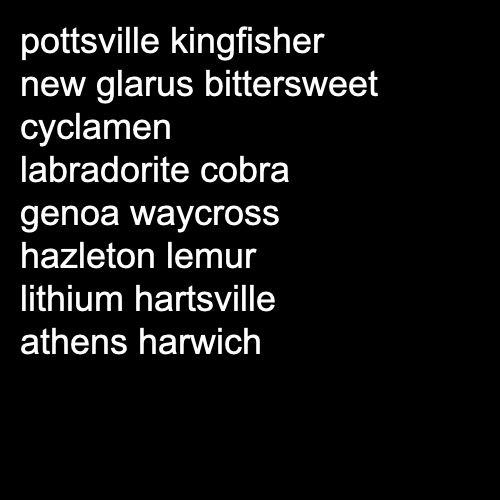 pottsville kingfisher
new glarus bittersweet
cyclamen
labradorite cobra
genoa waycross
hazleton lemur
lithium hartsville
athens harwich